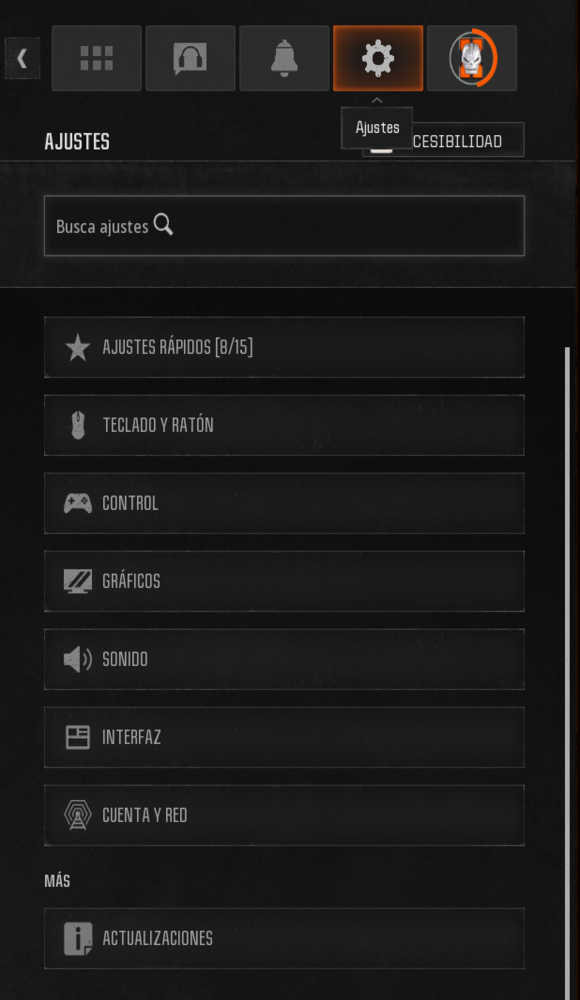 Ajustes
AJUSTES
CESIBILIDAD
Busca ajustes
AJUSTES RÁPIDOS [8/15]
TECLADO Y RATÓN
CONTROL
GRÁFICOS
SONIDO
INTERFAZ
CUENTA Y RED
MÁS
ACTUALIZACIONES